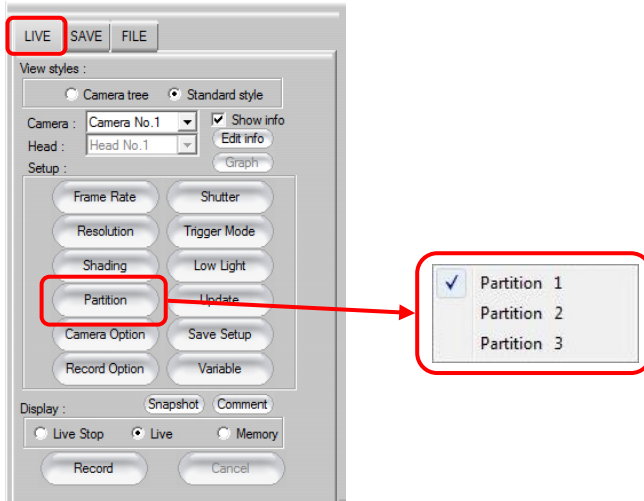 LIVE SAVE FILE
View styles :
Camera tree Standard style
Camera : Camera No.1 Show info
Head : Head No.1 Edit info
Setup : Graph
Frame Rate Shutter
Resolution Trigger Mode
Shading Low Light
Partition Update
Camera Option Save Setup
Record Option Variable
Display : Snapshot Comment
Live Stop Live Memory
Record Cancel
Partition 1
Partition 2
Partition 3